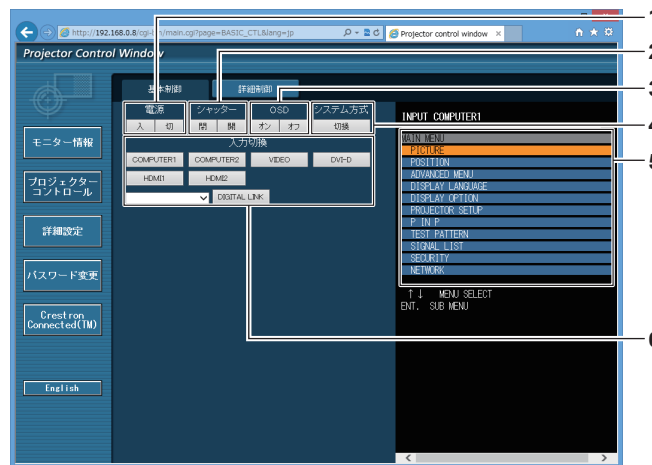 http://192.168.0.8/cgi-bin/main.cgi?page=BASIC_CTL&lang=jp
Projector control window ×
Projector Control Window
基本制御 詳細制御
電源 シャッター OSD システム方式
入 切 閉 開 オン オフ 切換
入力切換
COMPUTER1 COMPUTER2 VIDEO DVI-D
HDMI1 HDMI2
DIGITAL LINK
モニター情報
プロジェクター
コントロール
詳細設定
パスワード変更
Crestron
Connected(TM)
English
INPUT COMPUTER1
MAIN MENU
PICTURE
POSITION
ADVANCED MENU
DISPLAY LANGUAGE
DISPLAY OPTION
PROJECTOR SETUP
P IN P
TEST PATTERN
SIGNAL LIST
SECURITY
NETWORK
↑↓ MENU SELECT
ENT. SUB MENU
2
3
4
5